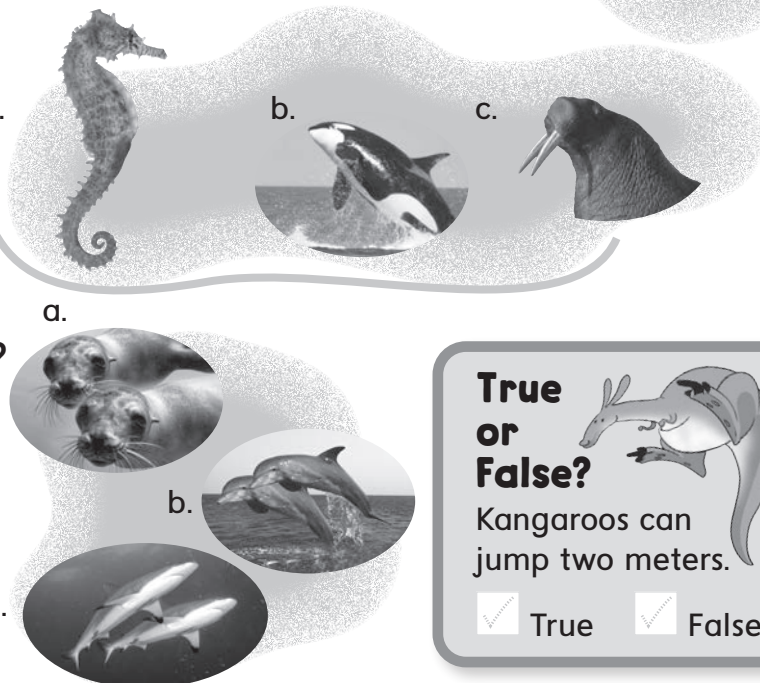 b.
c.
a.
b.
True
or
False?
Kangaroos can
jump two meters.
True
False